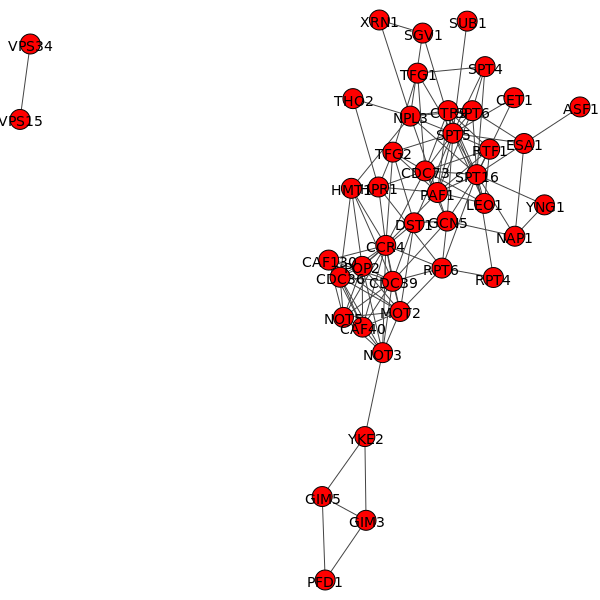 XRN1
SUB1
SGV1
VPS34
SPT4
TFG1
THO2
CET1
ASF1
CTR9
SPT6
NPL3
VPS15
SPT5
ESA1
RTF1
TFG2
CDC73
SPT16
HMT1
HPR1
PAF1
LEO1
YNG1
DST1
GCN5
NAP1
CCR4
CAF130
POP2
RPT6
CDC36
RPT4
CDC39
MOT2
NOT5
CAF40
NOT3
YKE2
GIM5
GIM3
PFD1